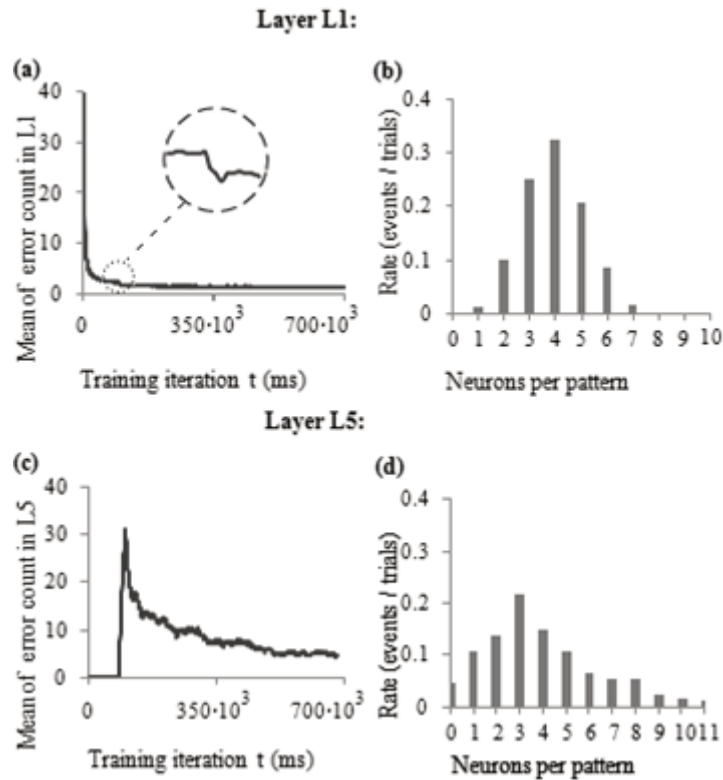 Layer L1:
(a)
Mean of error count in L1
40
30
20
10
0
0 350·10³ 700·10³
Training iteration t (ms)
(b)
Rate (events / trials)
0.4
0.3
0.2
0.1
0
0 1 2 3 4 5 6 7 8 9 10
Neurons per pattern
Layer L5:
(c)
Mean of error count in L5
40
30
20
10
0
0 350·10³ 700·10³
Training iteration t (ms)
(d)
Rate (events / trials)
0.4
0.3
0.2
0.1
0
0 1 2 3 4 5 6 7 8 9 10 11
Neurons per pattern